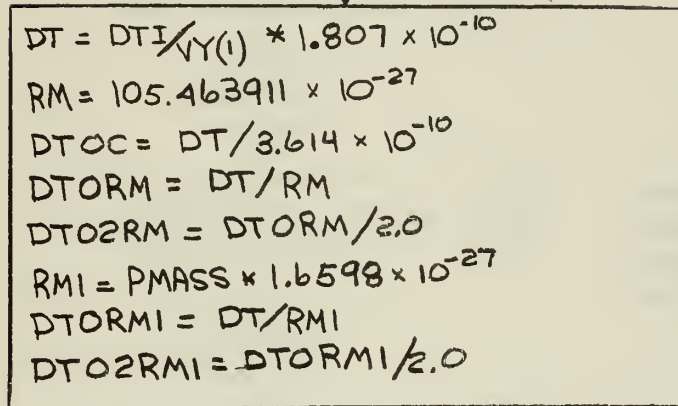 DT = DTI/VY(1) * 1.807 × 10^-10
RM = 105.463911 × 10^-27
DTOC = DT/3.614 × 10^-10
DTORM = DT/RM
DTO2RM = DTORM/2.0
RM1 = PMASS * 1.6598 × 10^-27
DTORM1 = DT/RM1
DTO2RM1 = DTORM1/2.0